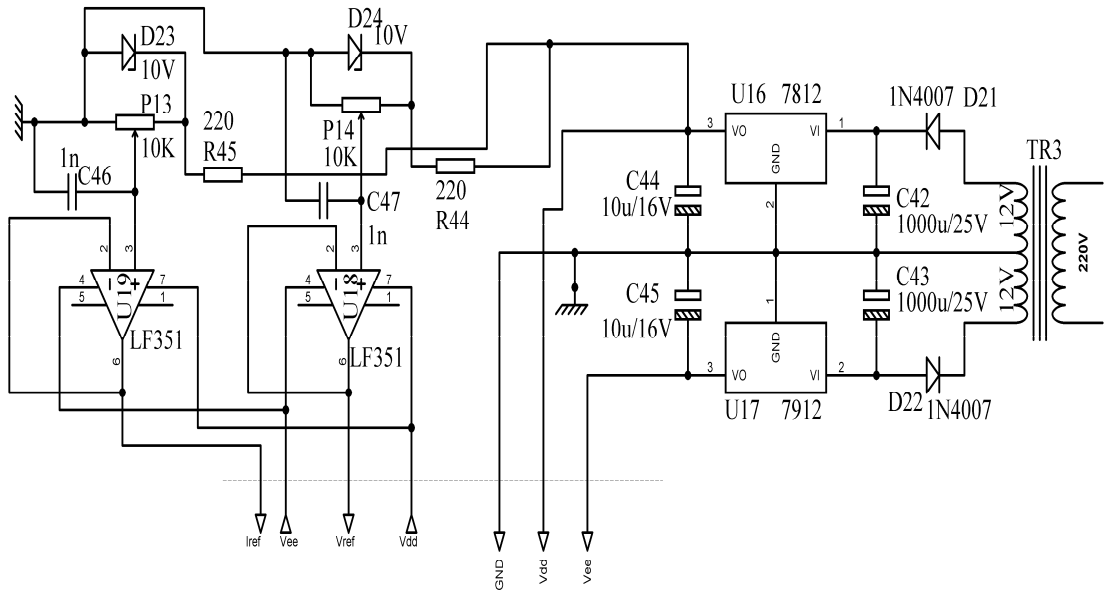 D24
10V
D23
10V
P13
10K
220
R45
P14
10K
220
R44
1n
C46
C47
1n
2
3
4
7
5
1
U19
- +
LF351
6
2
3
4
7
5
1
U18
- +
LF351
6
Iref
Vee
Vref
Vdd
GND
Vdd
Vee
U16 7812
3
VO
VI
1
GND
2
1N4007 D21
TR3
C44
10u/16V
C42
1000u/25V
12V
220V
C45
10u/16V
C43
1000u/25V
12V
1
GND
3
VO
VI
2
U17 7912
D22 1N4007